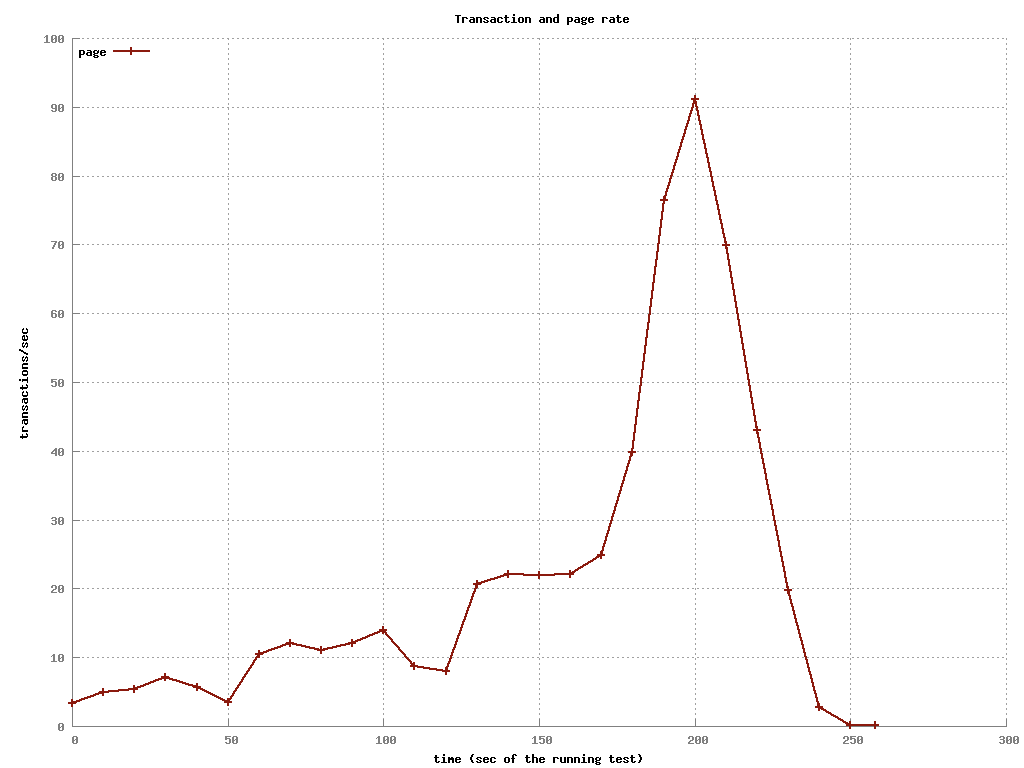 Transaction and page rate
100
page
90
80
70
60
50
40
30
20
10
0
transactions/sec
0 50 100 150 200 250 300
time (sec of the running test)